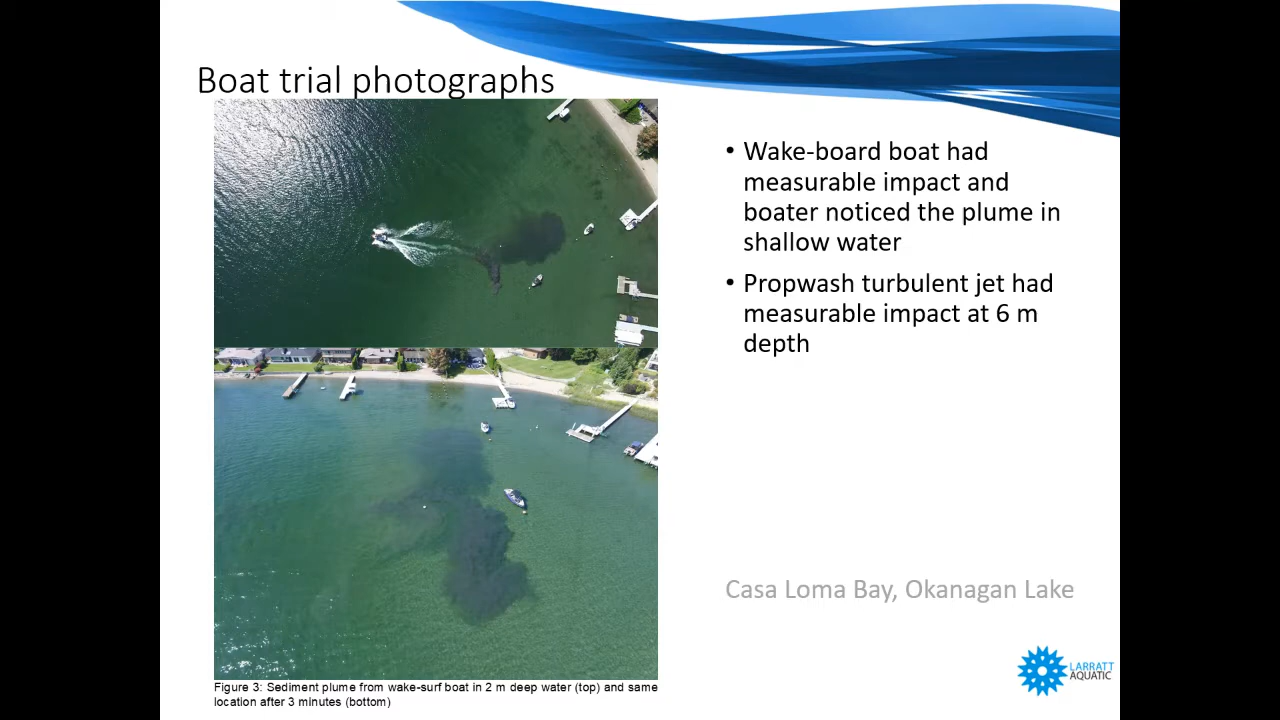 Boat trial photographs
• Wake-board boat had
measurable impact and
boater noticed the plume in
shallow water
• Propwash turbulent jet had
measurable impact at 6 m
depth
Casa Loma Bay, Okanagan Lake
LARRATT
AQUATIC
Figure 3: Sediment plume from wake-surf boat in 2 m deep water (top) and same
location after 3 minutes (bottom)